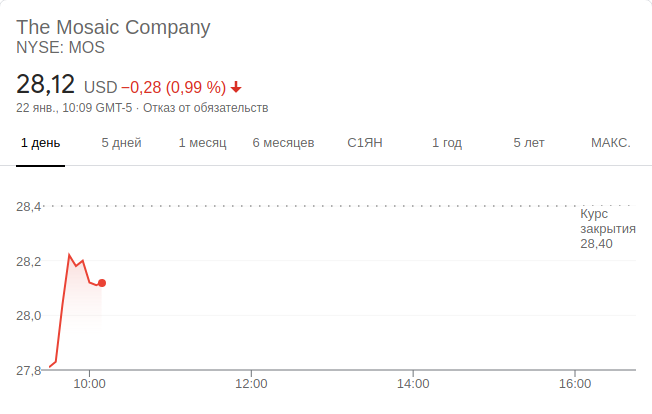 The Mosaic Company
NYSE: MOS
28,12 USD −0,28 (0,99 %)
22 янв., 10:09 GMT-5 · Отказ от обязательств
1 день 5 дней 1 месяц 6 месяцев С1ЯН 1 год 5 лет МАКС.
28,4
Курс
закрытия
28,40
28,2
28,0
27,8
10:00 12:00 14:00 16:00